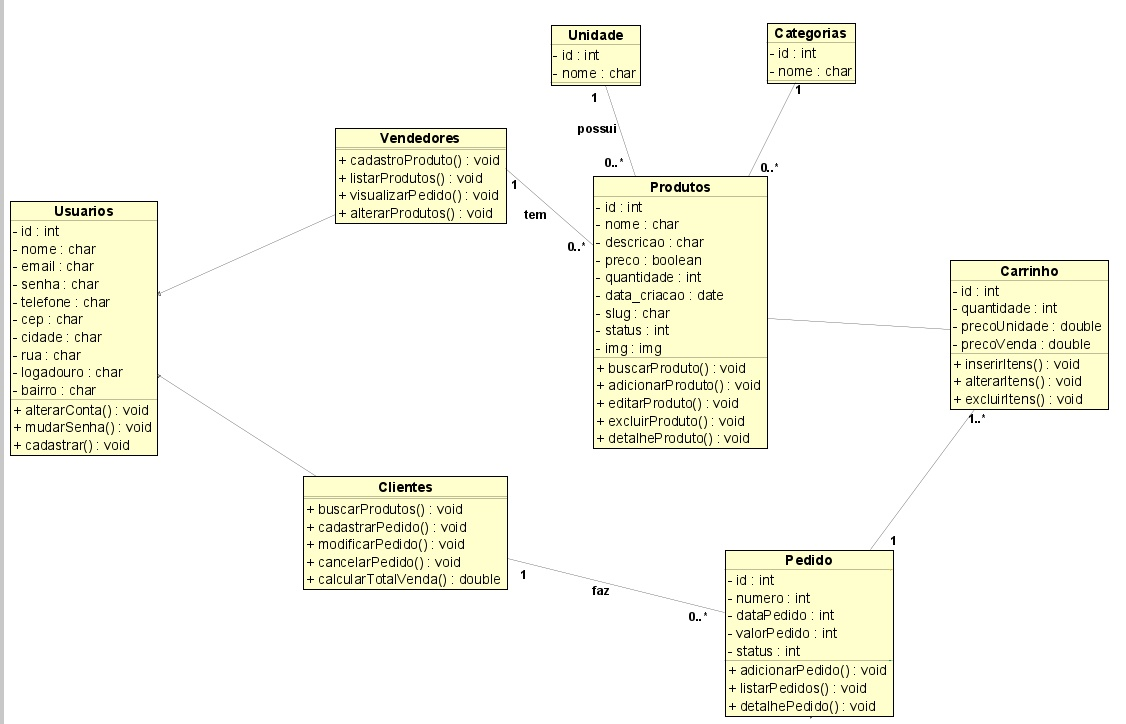 Unidade
- id : int
- nome : char
1
possui
0..*
Categorias
- id : int
- nome : char
1
0..*
Vendedores
+ cadastroProduto() : void
+ listarProdutos() : void
+ visualizarPedido() : void
+ alterarProdutos() : void
1
tem
0..*
Usuarios
- id : int
- nome : char
- email : char
- senha : char
- telefone : char
- cep : char
- cidade : char
- rua : char
- logadouro : char
- bairro : char
+ alterarConta() : void
+ mudarSenha() : void
+ cadastrar() : void
Produtos
- id : int
- nome : char
- descricao : char
- preco : boolean
- quantidade : int
- data_criacao : date
- slug : char
- status : int
- img : img
+ buscarProduto() : void
+ adicionarProduto() : void
+ editarProduto() : void
+ excluirProduto() : void
+ detalheProduto() : void
Carrinho
- id : int
- quantidade : int
- precoUnidade : double
- precoVenda : double
+ inserirItens() : void
+ alterarItens() : void
+ excluirItens() : void
1..*
1
Clientes
+ buscarProdutos() : void
+ cadastrarPedido() : void
+ modificarPedido() : void
+ cancelarPedido() : void
+ calcularTotalVenda() : double
1
faz
0..*
Pedido
- id : int
- numero : int
- dataPedido : int
- valorPedido : int
- status : int
+ adicionarPedido() : void
+ listarPedidos() : void
+ detalhePedido() : void